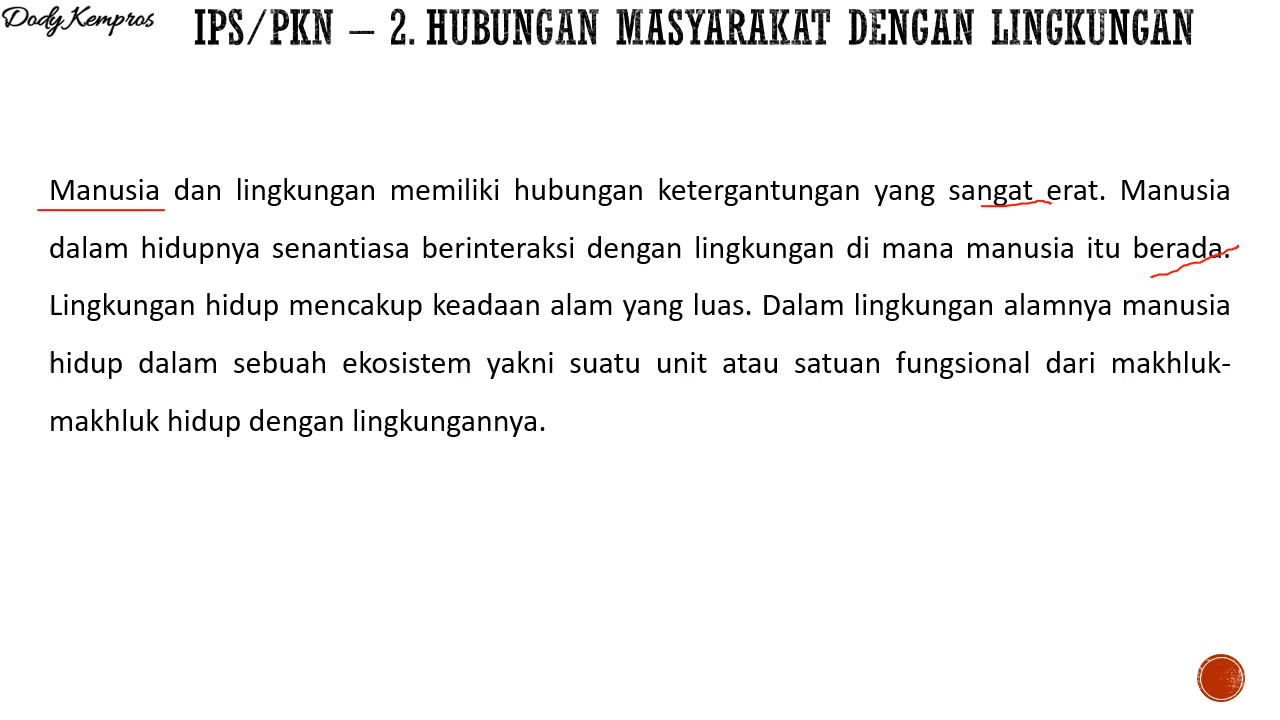 Dody Kempros
IPS/PKN – 2. HUBUNGAN MASYARAKAT DENGAN LINGKUNGAN
Manusia dan lingkungan memiliki hubungan ketergantungan yang sangat erat. Manusia
dalam hidupnya senantiasa berinteraksi dengan lingkungan di mana manusia itu berada.
Lingkungan hidup mencakup keadaan alam yang luas. Dalam lingkungan alamnya manusia
hidup dalam sebuah ekosistem yakni suatu unit atau satuan fungsional dari makhluk-
makhluk hidup dengan lingkungannya.